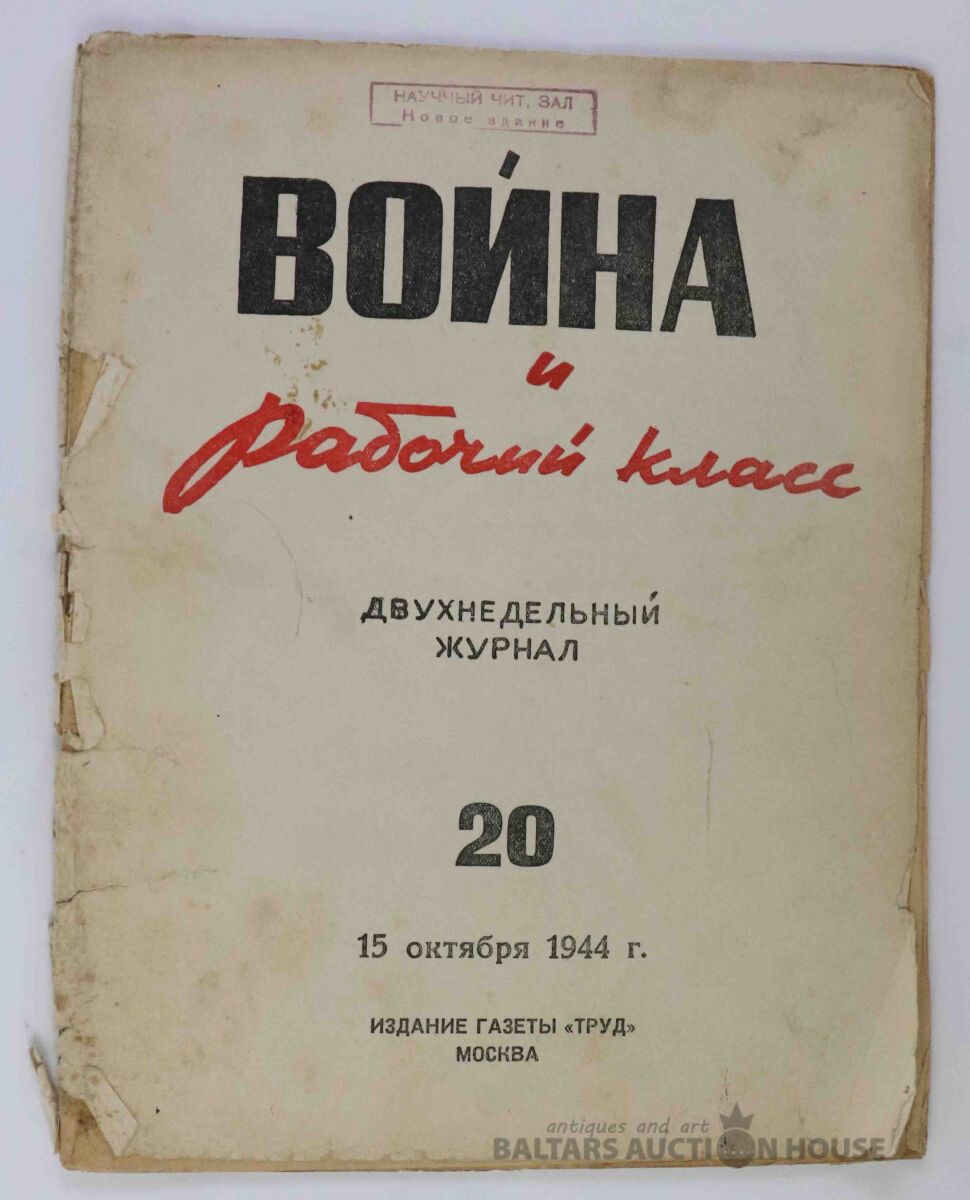 НАУЧНЫЙ ЧИТ. ЗАЛ
Новое здание
ВОЙНА
и
рабочий класс
ДВУХНЕДЕЛЬНЫЙ
ЖУРНАЛ
20
15 октября 1944 г.
ИЗДАНИЕ ГАЗЕТЫ «ТРУД»
МОСКВА
antiques and art
BALTARS AUCTION HOUSE